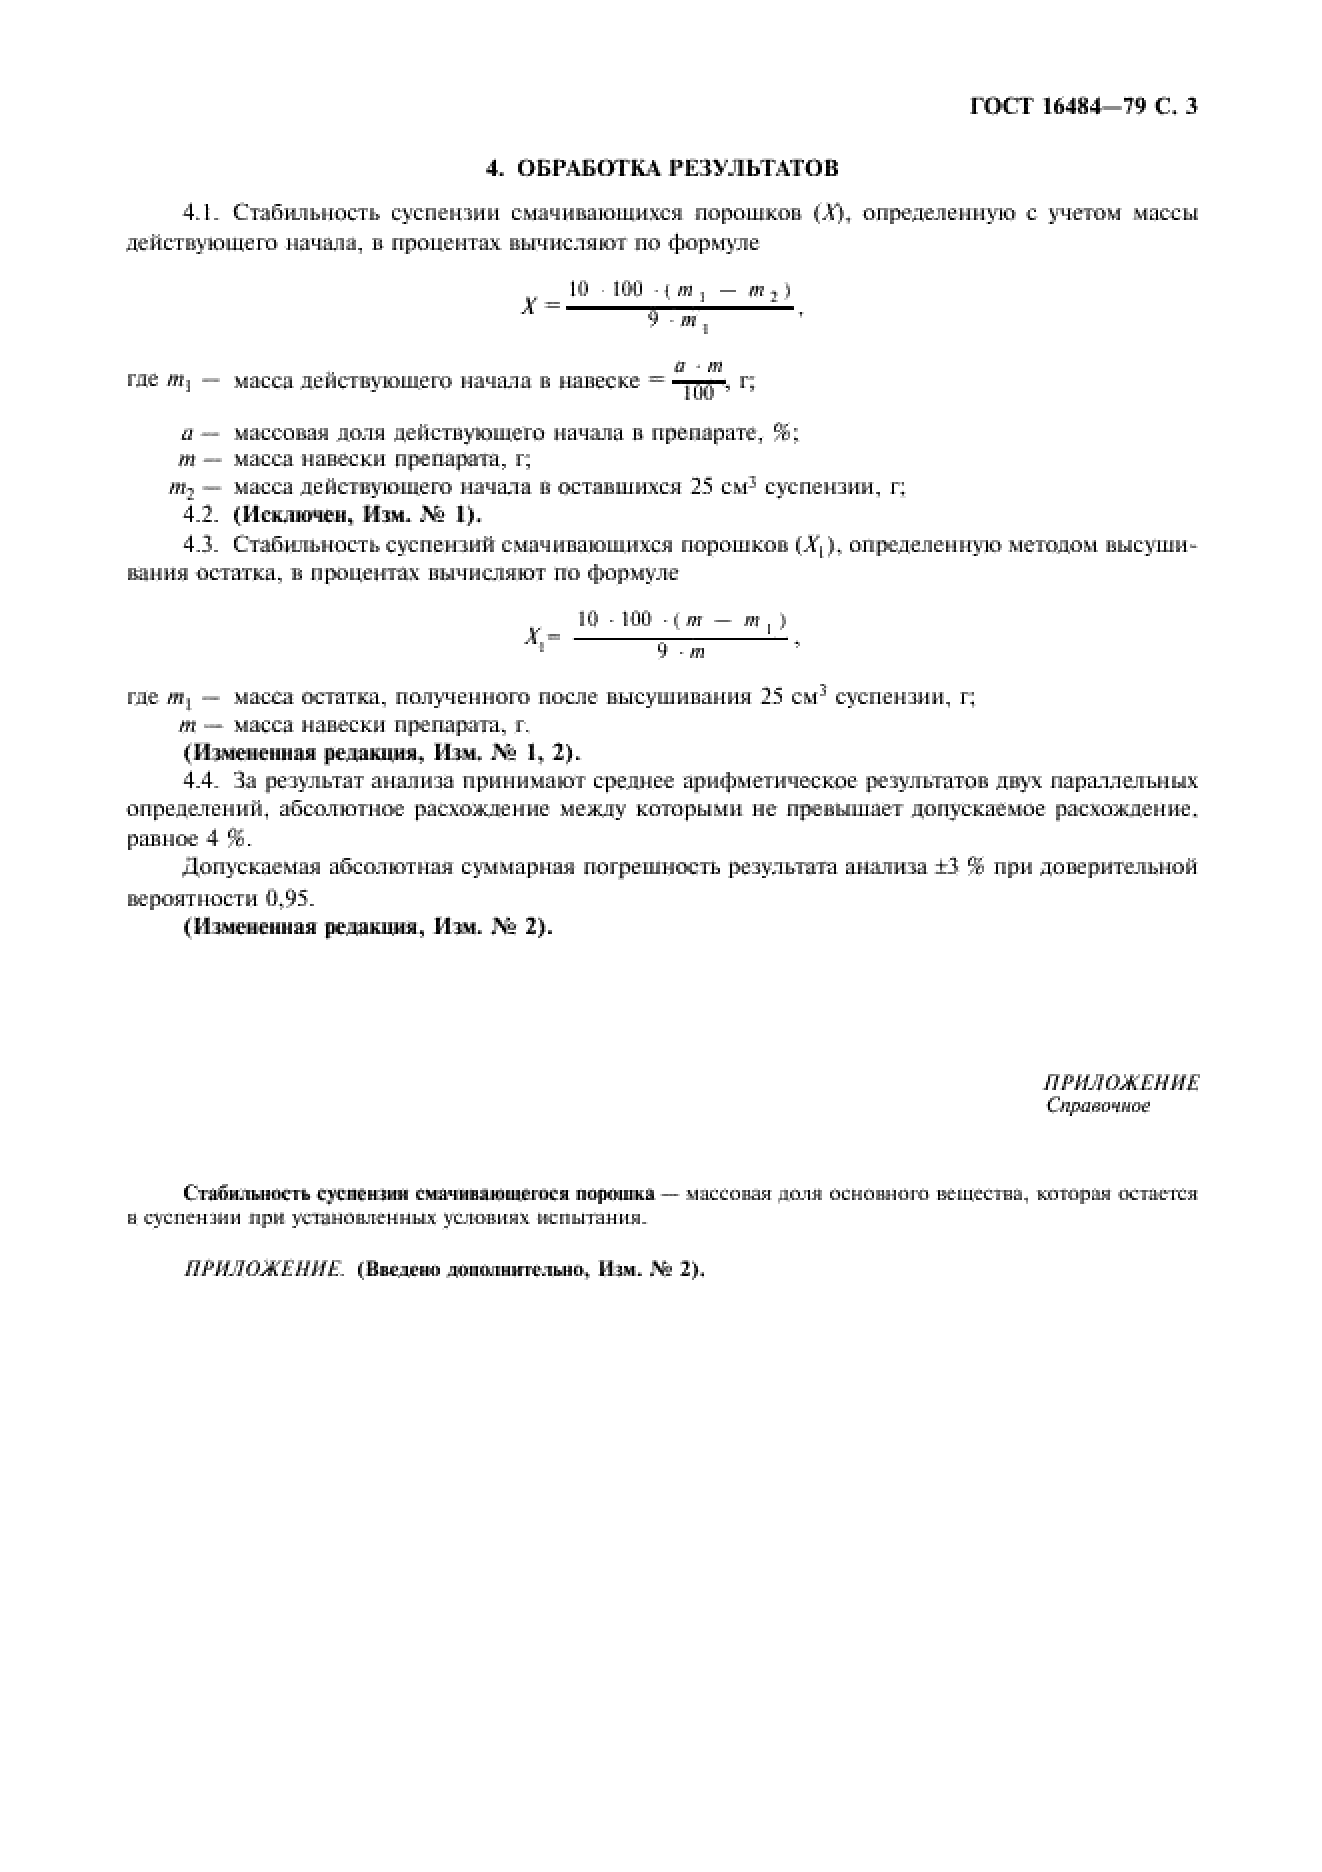 ГОСТ 16484—79 С. 3
4. ОБРАБОТКА РЕЗУЛЬТАТОВ
4.1. Стабильность суспензии смачивающихся порошков (X), определенную с учетом массы
действующего начала, в процентах вычисляют по формуле
X = 10 · 100 · (m₁ — m₂) / 9 · m₁ ,
где m₁ — масса действующего начала в навеске = a · m / 100 , г;
a — массовая доля действующего начала в препарате, %;
m — масса навески препарата, г;
m₂ — масса действующего начала в оставшихся 25 см³ суспензии, г;
4.2. (Исключен, Изм. № 1).
4.3. Стабильность суспензий смачивающихся порошков (X₁), определенную методом высуши-
вания остатка, в процентах вычисляют по формуле
X₁ = 10 · 100 · (m — m₁) / 9 · m ,
где m₁ — масса остатка, полученного после высушивания 25 см³ суспензии, г;
m — масса навески препарата, г.
(Измененная редакция, Изм. № 1, 2).
4.4. За результат анализа принимают среднее арифметическое результатов двух параллельных
определений, абсолютное расхождение между которыми не превышает допускаемое расхождение,
равное 4 %.
Допускаемая абсолютная суммарная погрешность результата анализа ±3 % при доверительной
вероятности 0,95.
(Измененная редакция, Изм. № 2).
ПРИЛОЖЕНИЕ
Справочное
Стабильность суспензии смачивающегося порошка — массовая доля основного вещества, которая остается
в суспензии при установленных условиях испытания.
ПРИЛОЖЕНИЕ. (Введено дополнительно, Изм. № 2).